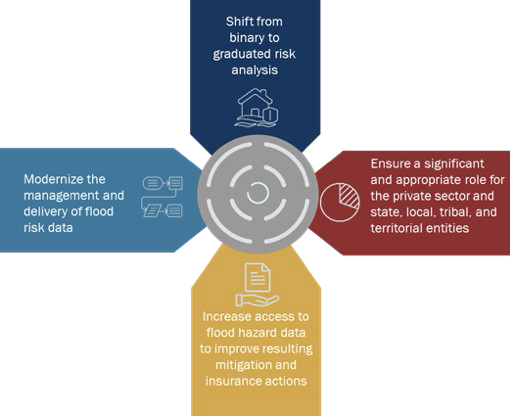 Shift from
binary to
graduated risk
analysis
Modernize the
management and
delivery of flood
risk data
Ensure a significant
and appropriate role for
the private sector and
state, local, tribal, and
territorial entities
Increase access to
flood hazard data
to improve resulting
mitigation and
insurance actions